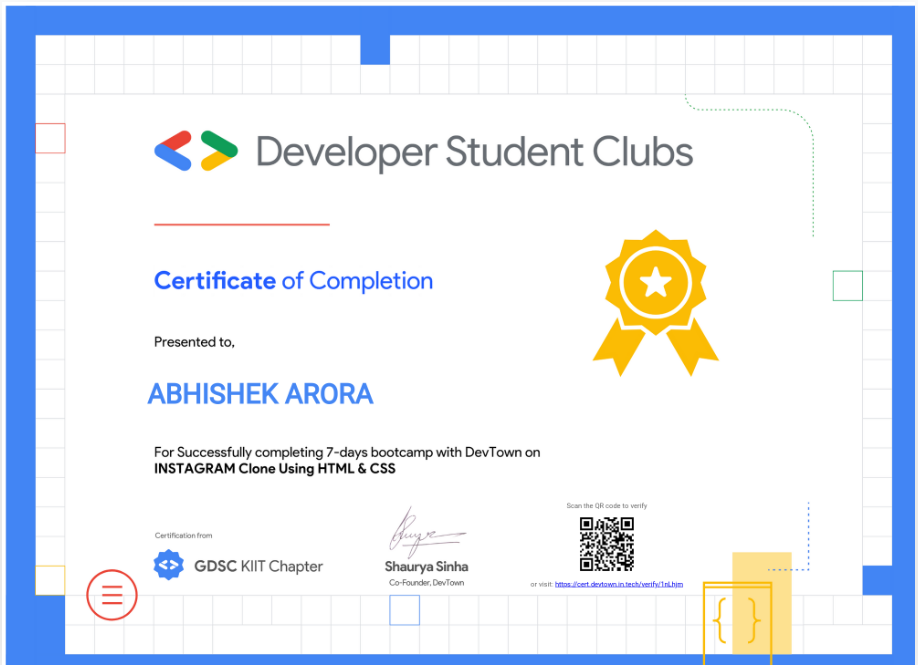 Developer Student Clubs
Certificate of Completion
Presented to,
ABHISHEK ARORA
For Successfully completing 7-days bootcamp with DevTown on
INSTAGRAM Clone Using HTML & CSS
Scan the QR code to verify
Certification from
GDSC KIIT Chapter
Shaurya Sinha
Co-Founder, DevTown
or visit: https://cert.devtown.in.tech/verify/1nLhim
{ }